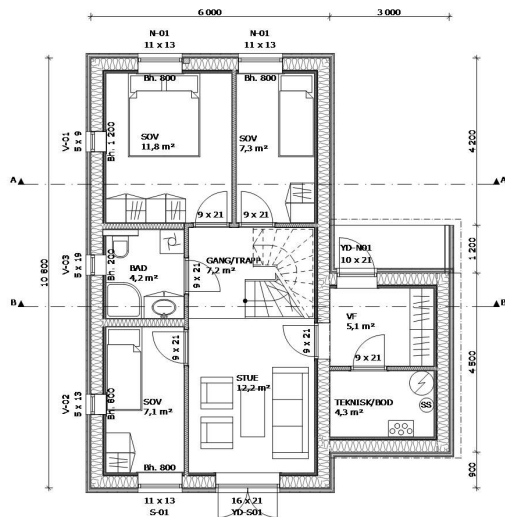 6 000
3 000
N-01
11 x 13
N-01
11 x 13
Bh. 800
Bh. 800
V-01
5 x 9
Bh. 1 200
SOV
11,8 m²
SOV
7,3 m²
4 200
A
A
9 x 21
9 x 21
10 800
V-03
5 x 19
Bh. 200
BAD
4,2 m²
GANG/TRAPP
7,2 m²
9 x 21
YD-N01
10 x 21
1 200
B
B
VF
5,1 m²
9 x 21
9 x 21
9 x 21
4 500
V-02
5 x 13
Bh. 800
SOV
7,1 m²
STUE
12,2 m²
TEKNISK/BOD
4,3 m²
SS
Bh. 800
900
11 x 13
S-01
16 x 21
YD-S01